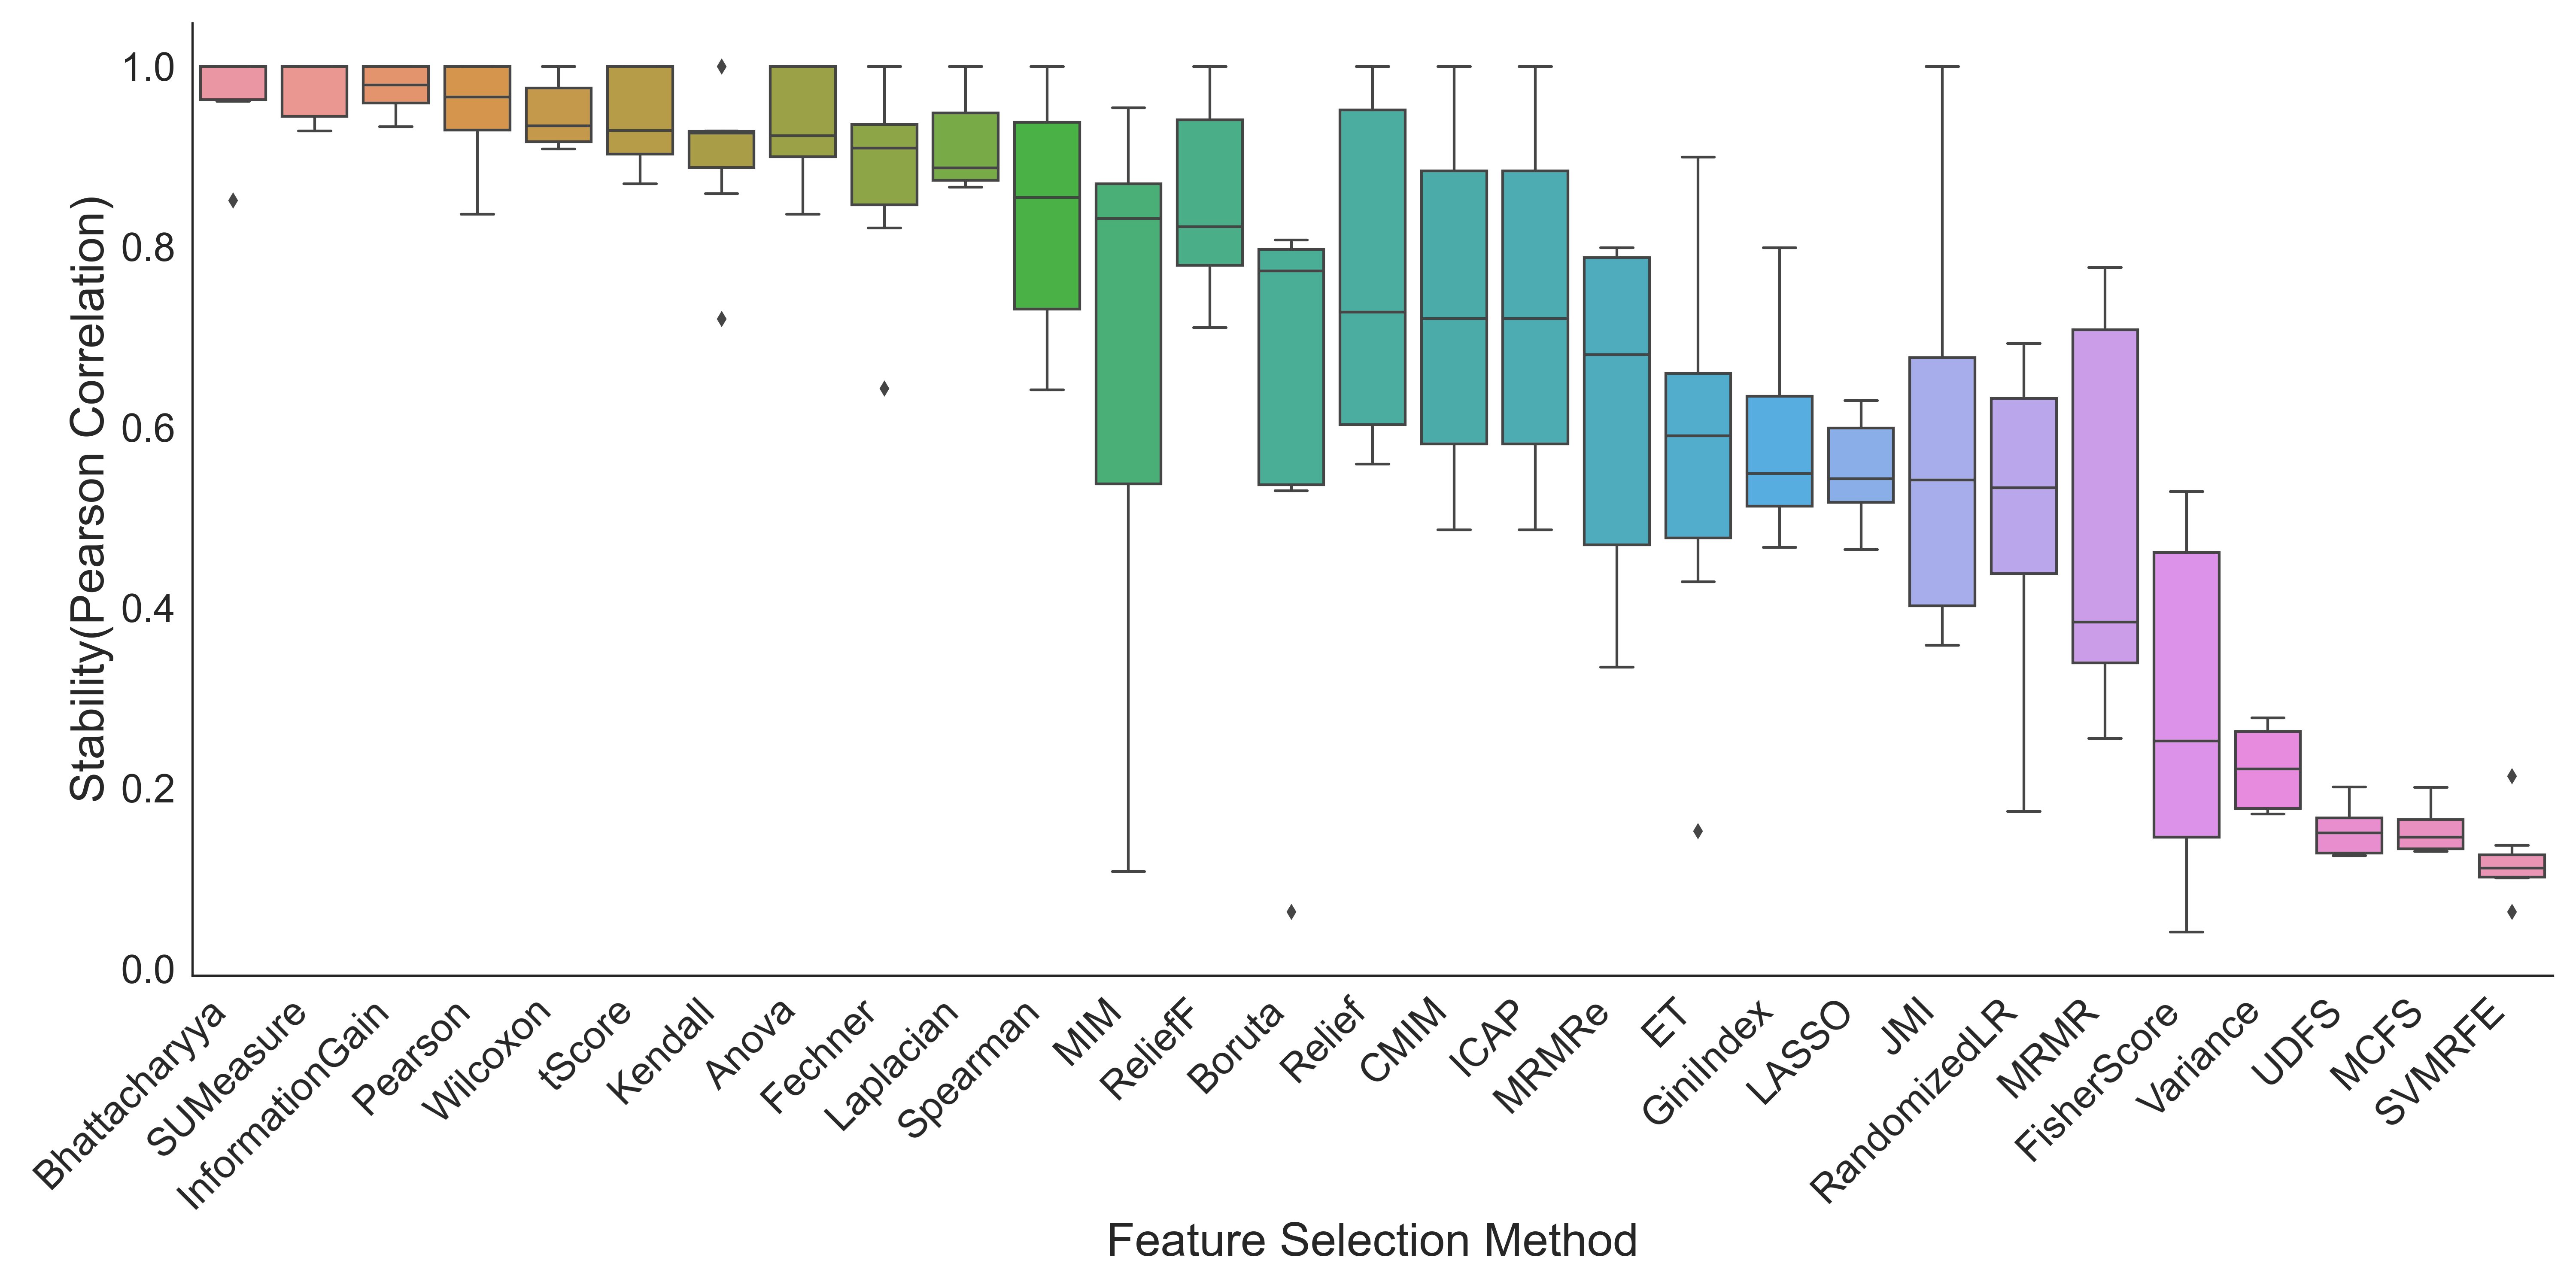 Stability(Pearson Correlation)
1.0
0.8
0.6
0.4
0.2
0.0
Bhattacharyya
SUMeasure
InformationGain
Pearson
Wilcoxon
tScore
Kendall
Anova
Fechner
Laplacian
Spearman
MIM
ReliefF
Boruta
Relief
CMIM
ICAP
MRMRe
ET
GiniIndex
LASSO
JMI
RandomizedLR
MRMR
FisherScore
Variance
UDFS
MCFS
SVMRFE
Feature Selection Method